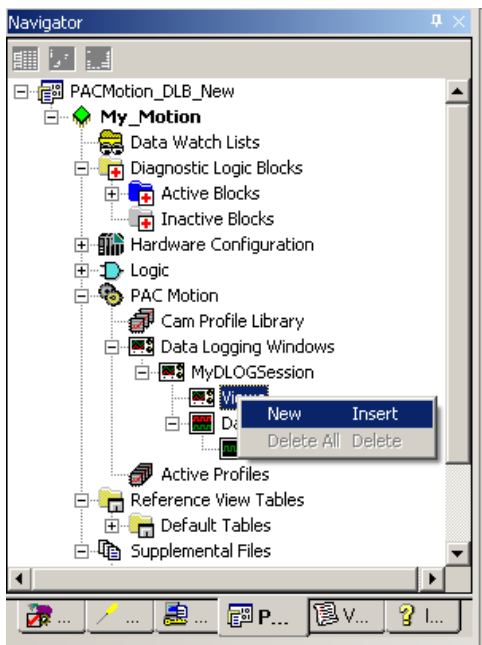 Navigator
PACMotion_DLB_New
My_Motion
Data Watch Lists
Diagnostic Logic Blocks
Active Blocks
Inactive Blocks
Hardware Configuration
Logic
PAC Motion
Cam Profile Library
Data Logging Windows
MyDLOGSession
Views
New Insert
Da
Delete All Delete
Active Profiles
Reference View Tables
Default Tables
Supplemental Files
... ... ... P... V... I...